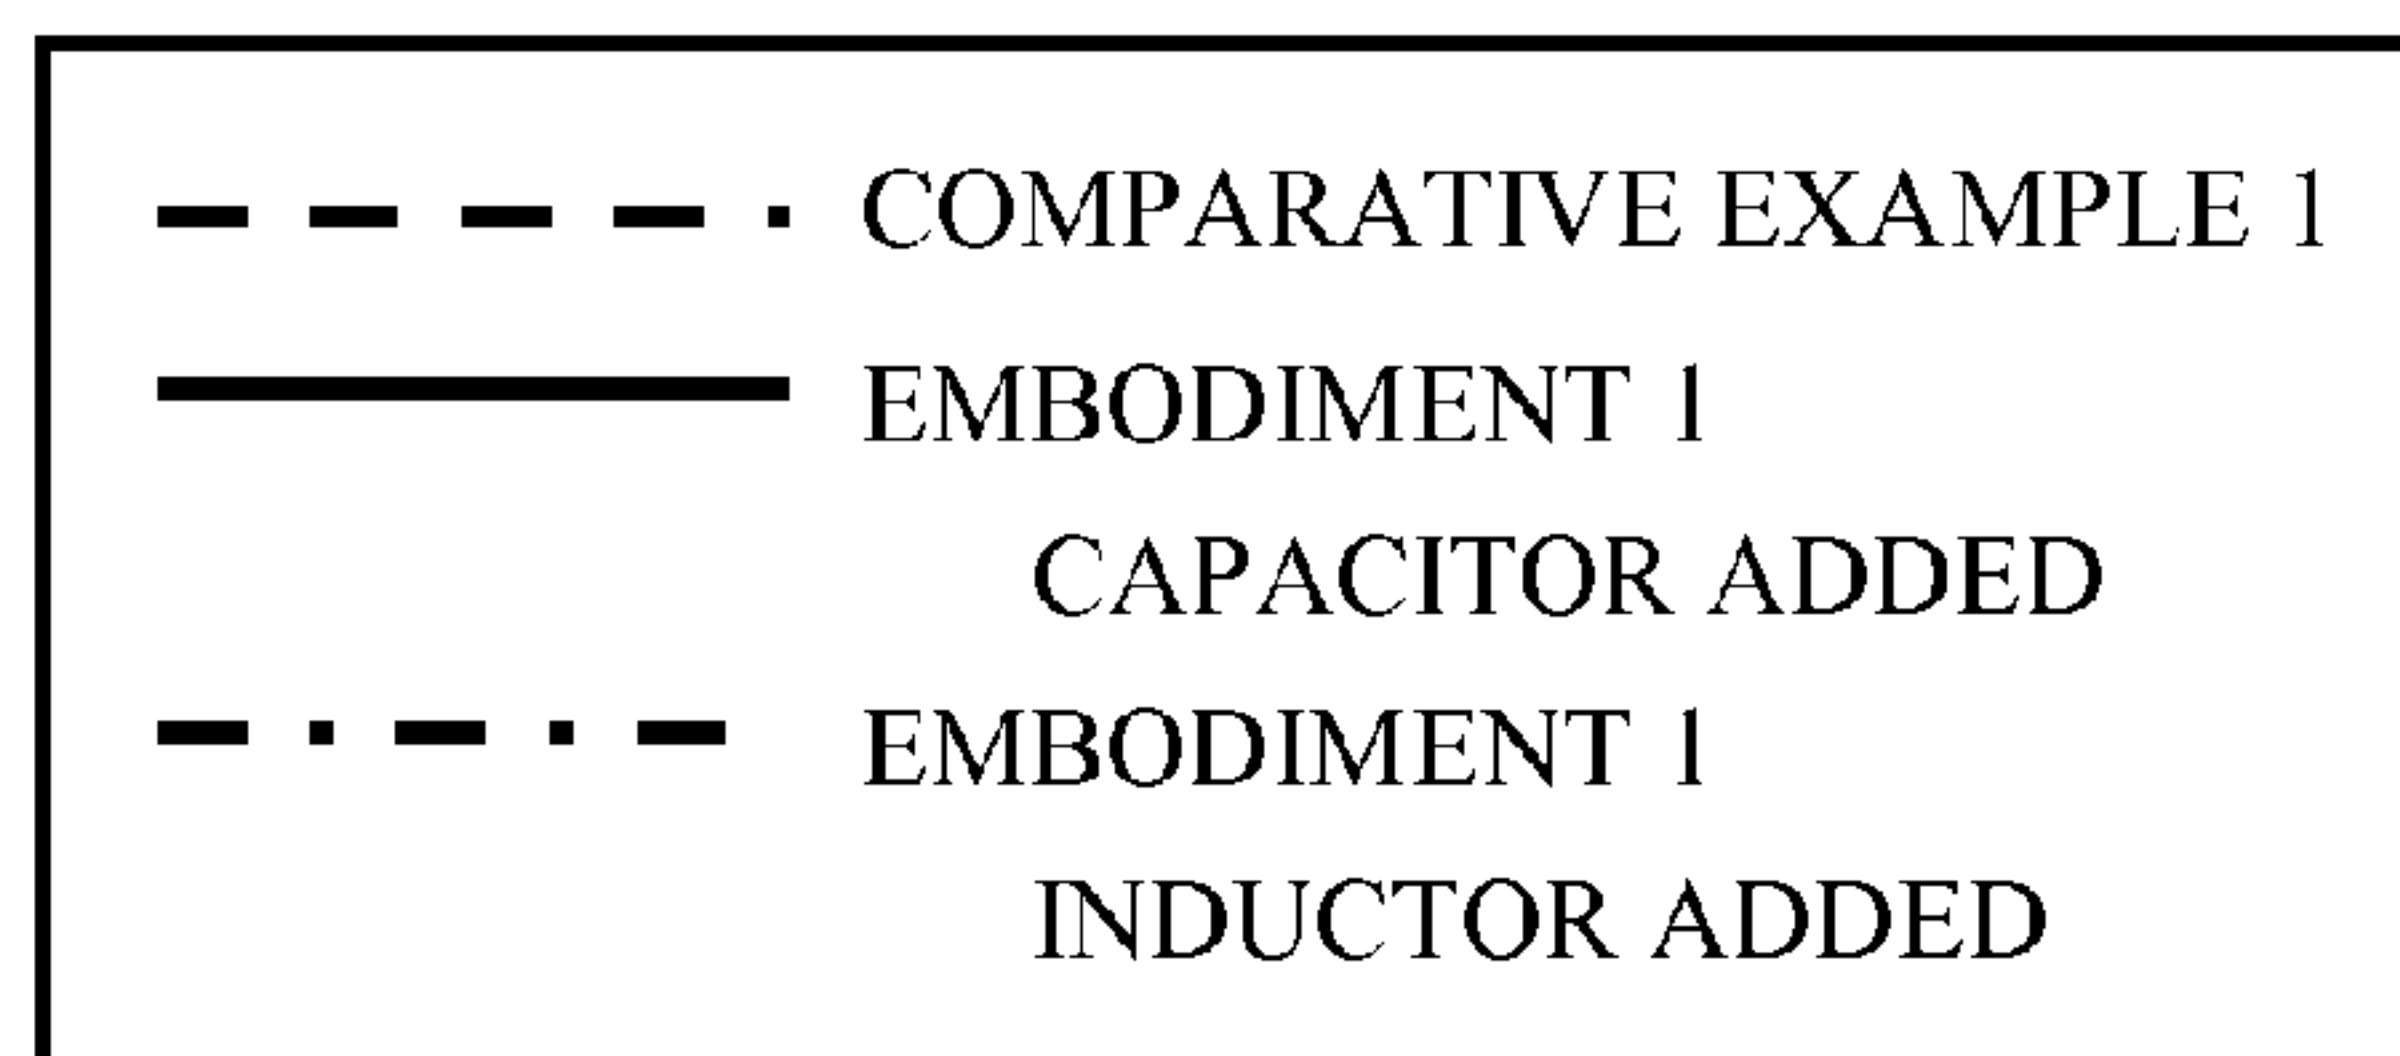 COMPARATIVE EXAMPLE 1
EMBODIMENT 1
CAPACITOR ADDED
EMBODIMENT 1
INDUCTOR ADDED